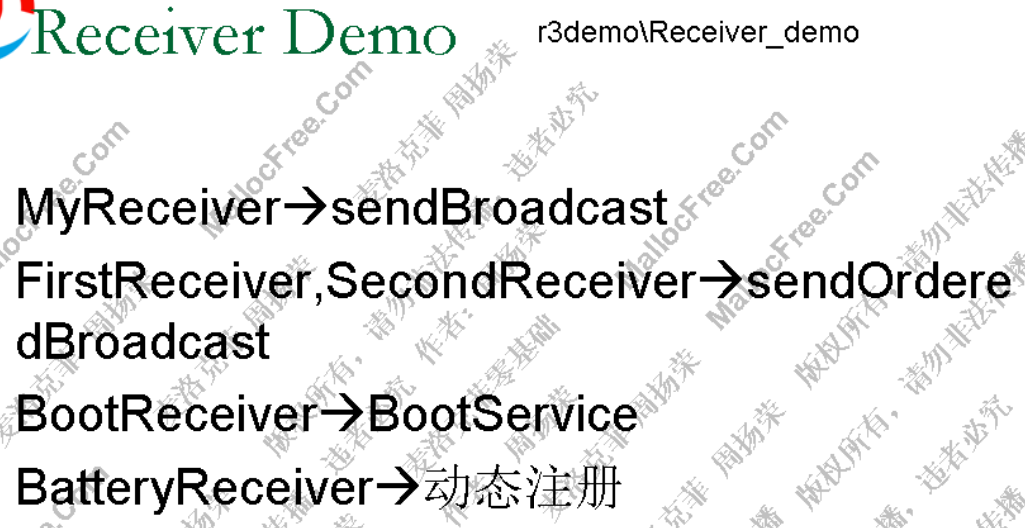 Receiver Demo
r3demo\Receiver_demo
MyReceiver→sendBroadcast
FirstReceiver,SecondReceiver→sendOrdere
dBroadcast
BootReceiver→BootService
BatteryReceiver→动态注册